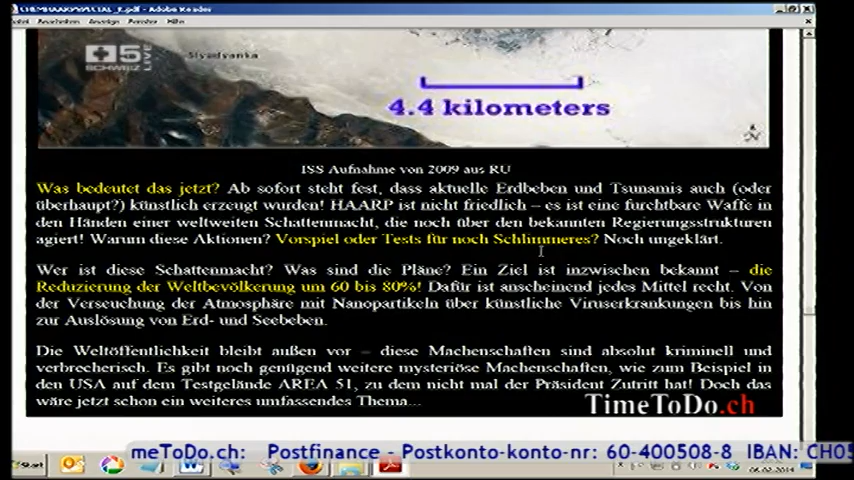 CHEMHAARPSPECIAL_R.pdf - Adobe Reader
Datei Bearbeiten Anzeige Fenster Hilfe
5
SCHWEIZ
LIVE
Slyudyanka
4.4 kilometers
ISS Aufnahme von 2009 aus RU
Was bedeutet das jetzt? Ab sofort steht fest, dass aktuelle Erdbeben und Tsunamis auch (oder
überhaupt?) künstlich erzeugt wurden! HAARP ist nicht friedlich – es ist eine furchtbare Waffe in
den Händen einer weltweiten Schattenmacht, die noch über den bekannten Regierungsstrukturen
agiert! Warum diese Aktionen? Vorspiel oder Tests für noch Schlimmeres? Noch ungeklärt.
Wer ist diese Schattenmacht? Was sind die Pläne? Ein Ziel ist inzwischen bekannt – die
Reduzierung der Weltbevölkerung um 60 bis 80%! Dafür ist anscheinend jedes Mittel recht. Von
der Verseuchung der Atmosphäre mit Nanopartikeln über künstliche Viruserkrankungen bis hin
zur Auslösung von Erd- und Seebeben.
Die Weltöffentlichkeit bleibt außen vor – diese Machenschaften sind absolut kriminell und
verbrecherisch. Es gibt noch genügend weitere mysteriöse Machenschaften, wie zum Beispiel in
den USA auf dem Testgelände AREA 51, zu dem nicht mal der Präsident Zutritt hat! Doch das
wäre jetzt schon ein weiteres umfassendes Thema...
TimeToDo.ch
meToDo.ch: Postfinance - Postkonto-konto-nr: 60-400508-8 IBAN: CH05
Start
06.02.2014